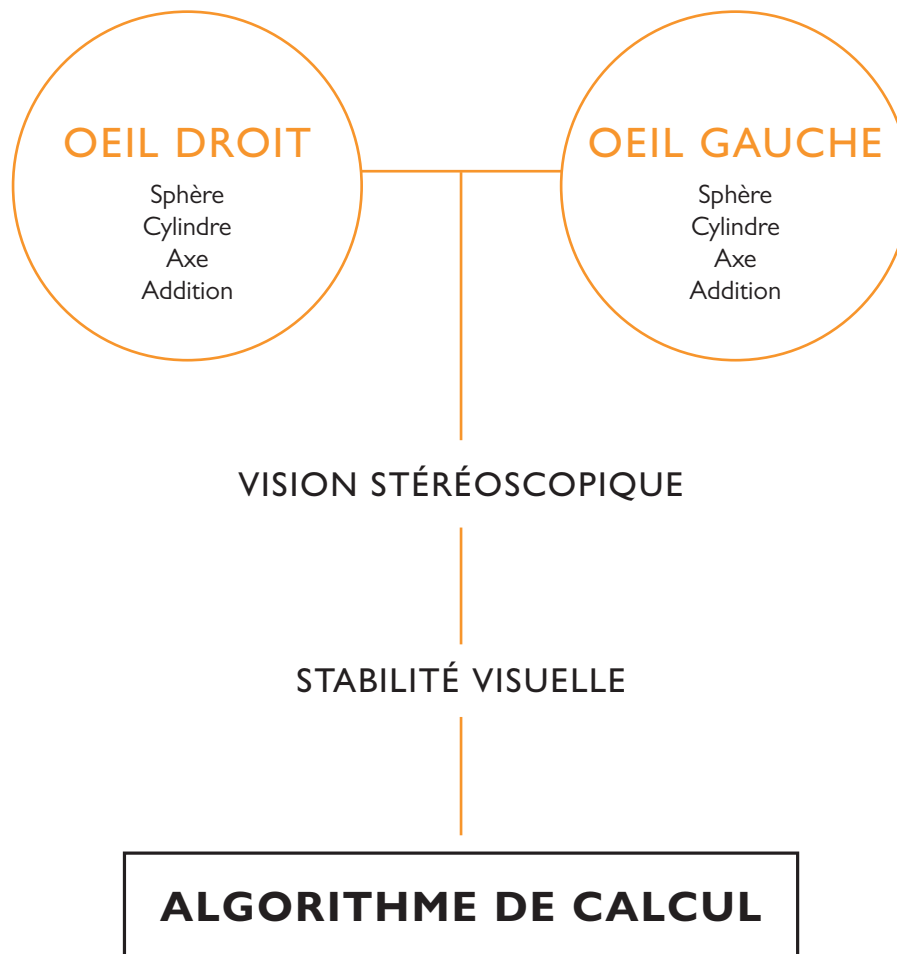 OEIL DROIT
Sphère
Cylindre
Axe
Addition
OEIL GAUCHE
Sphère
Cylindre
Axe
Addition
VISION STÉRÉOSCOPIQUE
STABILITÉ VISUELLE
ALGORITHME DE CALCUL